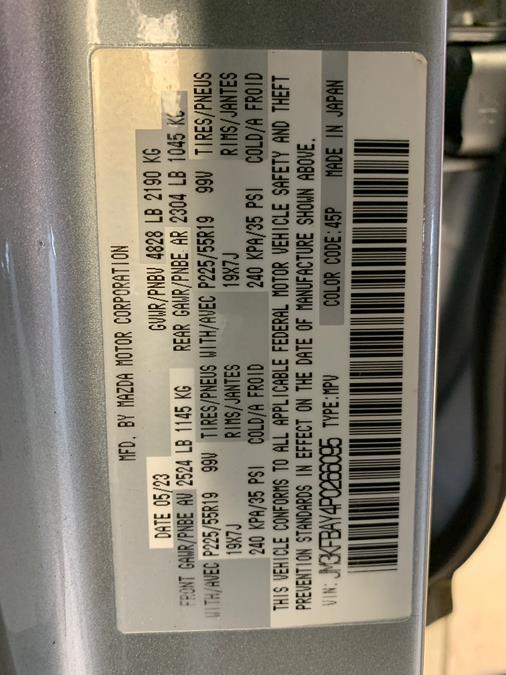 MFD. BY MAZDA MOTOR CORPORATION
DATE 05/23 GVWR/PNBV 4828 LB 2190 KG
FRONT GAWR/PNBE AV 2524 LB 1145 KG REAR GAWR/PNBE AR 2304 LB 1045 KG
WITH/AVEC P225/55R19 99V TIRES/PNEUS WITH/AVEC P225/55R19 99V TIRES/PNEUS
19X7J RIMS/JANTES 19X7J RIMS/JANTES
240 KPA/35 PSI COLD/A FROID 240 KPA/35 PSI COLD/A FROID
THIS VEHICLE CONFORMS TO ALL APPLICABLE FEDERAL MOTOR VEHICLE SAFETY AND THEFT
PREVENTION STANDARDS IN EFFECT ON THE DATE OF MANUFACTURE SHOWN ABOVE.
VIN: JM3KFBAY4P0266095 TYPE:MPV COLOR CODE:45P MADE IN JAPAN